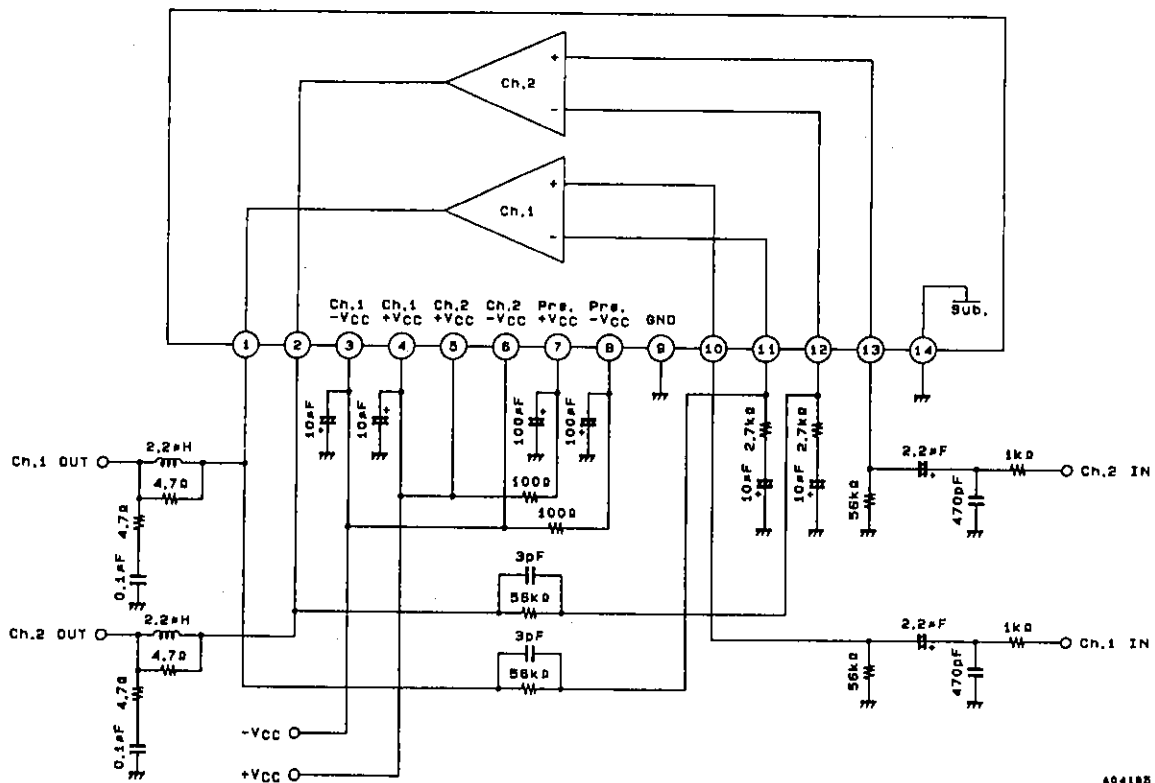 Ch.2
+
-
Ch.1
+
-
Sub.
Ch.1 -VCC
Ch.1 +VCC
Ch.2 +VCC
Ch.2 -VCC
Pre. +VCC
Pre. -VCC
GND
1 2 3 4 5 6 7 8 9 10 11 12 13 14
10µF
10µF
100µF
100µF
2.7kΩ
2.7kΩ
10µF
10µF
Ch.1 OUT
2.2µH
4.7Ω
4.7Ω
0.1µF
100Ω
100Ω
56kΩ
2.2µF
470pF
1kΩ
Ch.2 IN
3pF
56kΩ
3pF
56kΩ
Ch.2 OUT
2.2µH
4.7Ω
4.7Ω
0.1µF
56kΩ
2.2µF
470pF
1kΩ
Ch.1 IN
-VCC
+VCC